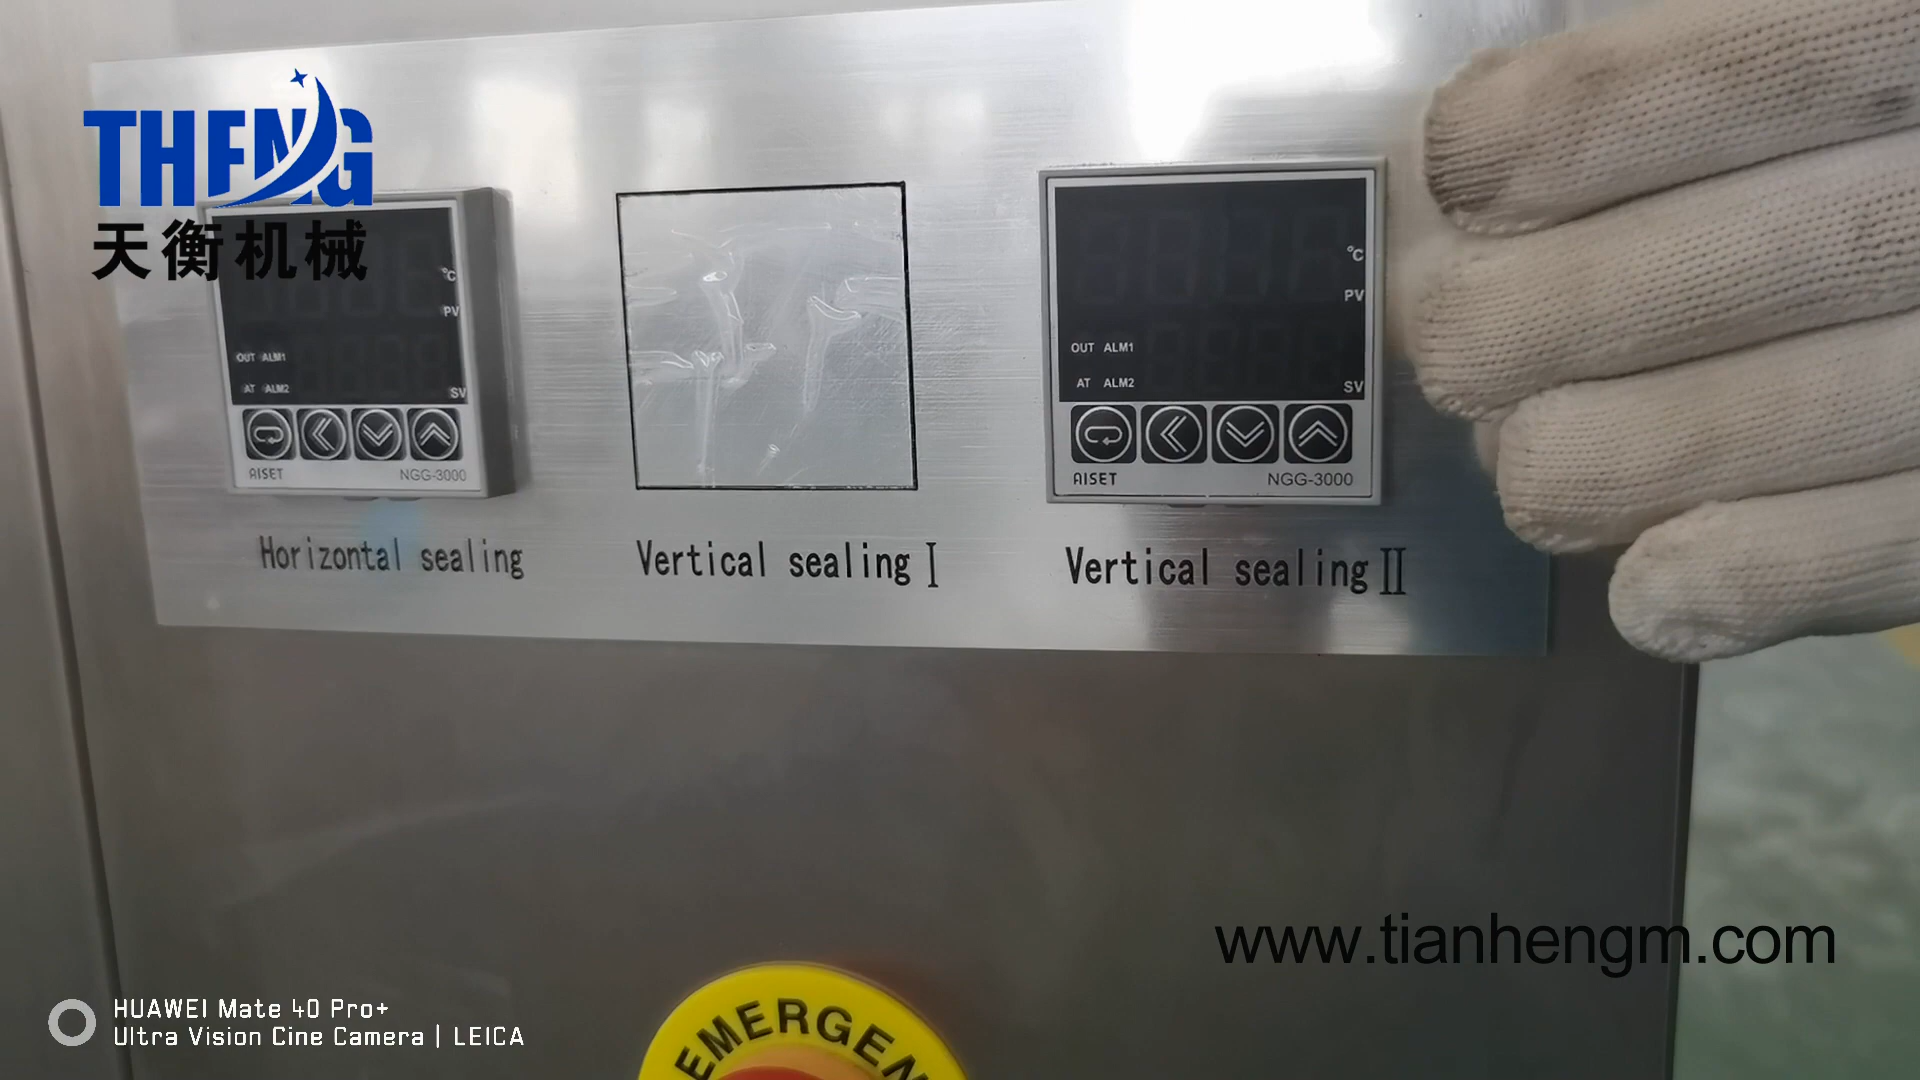 THENG
天衡机械
°C
PV
OUT ALM1
AT ALM2
SV
AISET NGG-3000
Horizontal sealing
Vertical sealing Ⅰ
°C
PV
OUT ALM1
AT ALM2
SV
AISET NGG-3000
Vertical sealing Ⅱ
www.tianhengm.com
HUAWEI Mate 40 Pro+
Ultra Vision Cine Camera | LEICA
EMERGEN